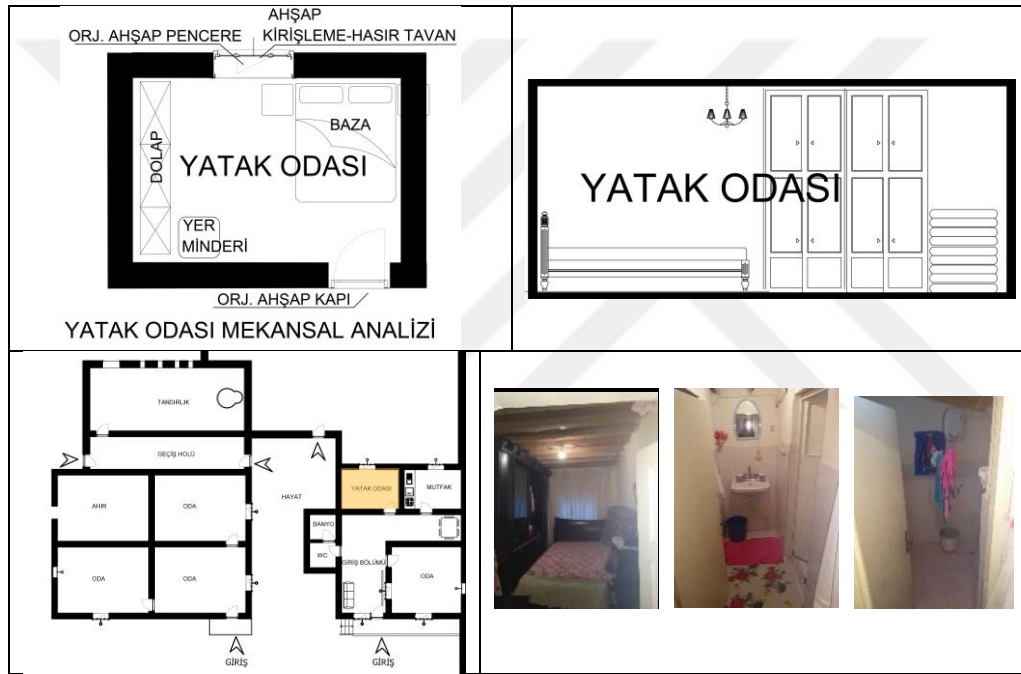 AHŞAP
ORJ. AHŞAP PENCERE
KİRİŞLEME-HASIR TAVAN
BAZA
DOLAP
YATAK ODASI
YER
MİNDERİ
ORJ. AHŞAP KAPI
YATAK ODASI MEKANSAL ANALİZİ
YATAK ODASI
TANDIRLIK
GEÇİŞ HOLÜ
HAYAT
YATAK ODASI
MUTFAK
AHIR
ODA
BANYO
WC
GİRİŞ BÖLÜMÜ
ODA
ODA
ODA
GİRİŞ
GİRİŞ